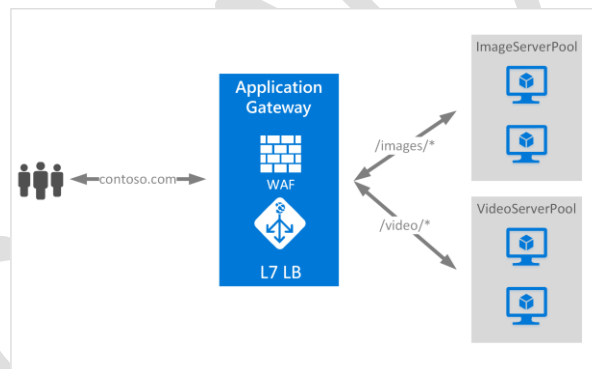 ImageServerPool
Application
Gateway
/images/*
contoso.com
WAF
VideoServerPool
/video/*
L7 LB